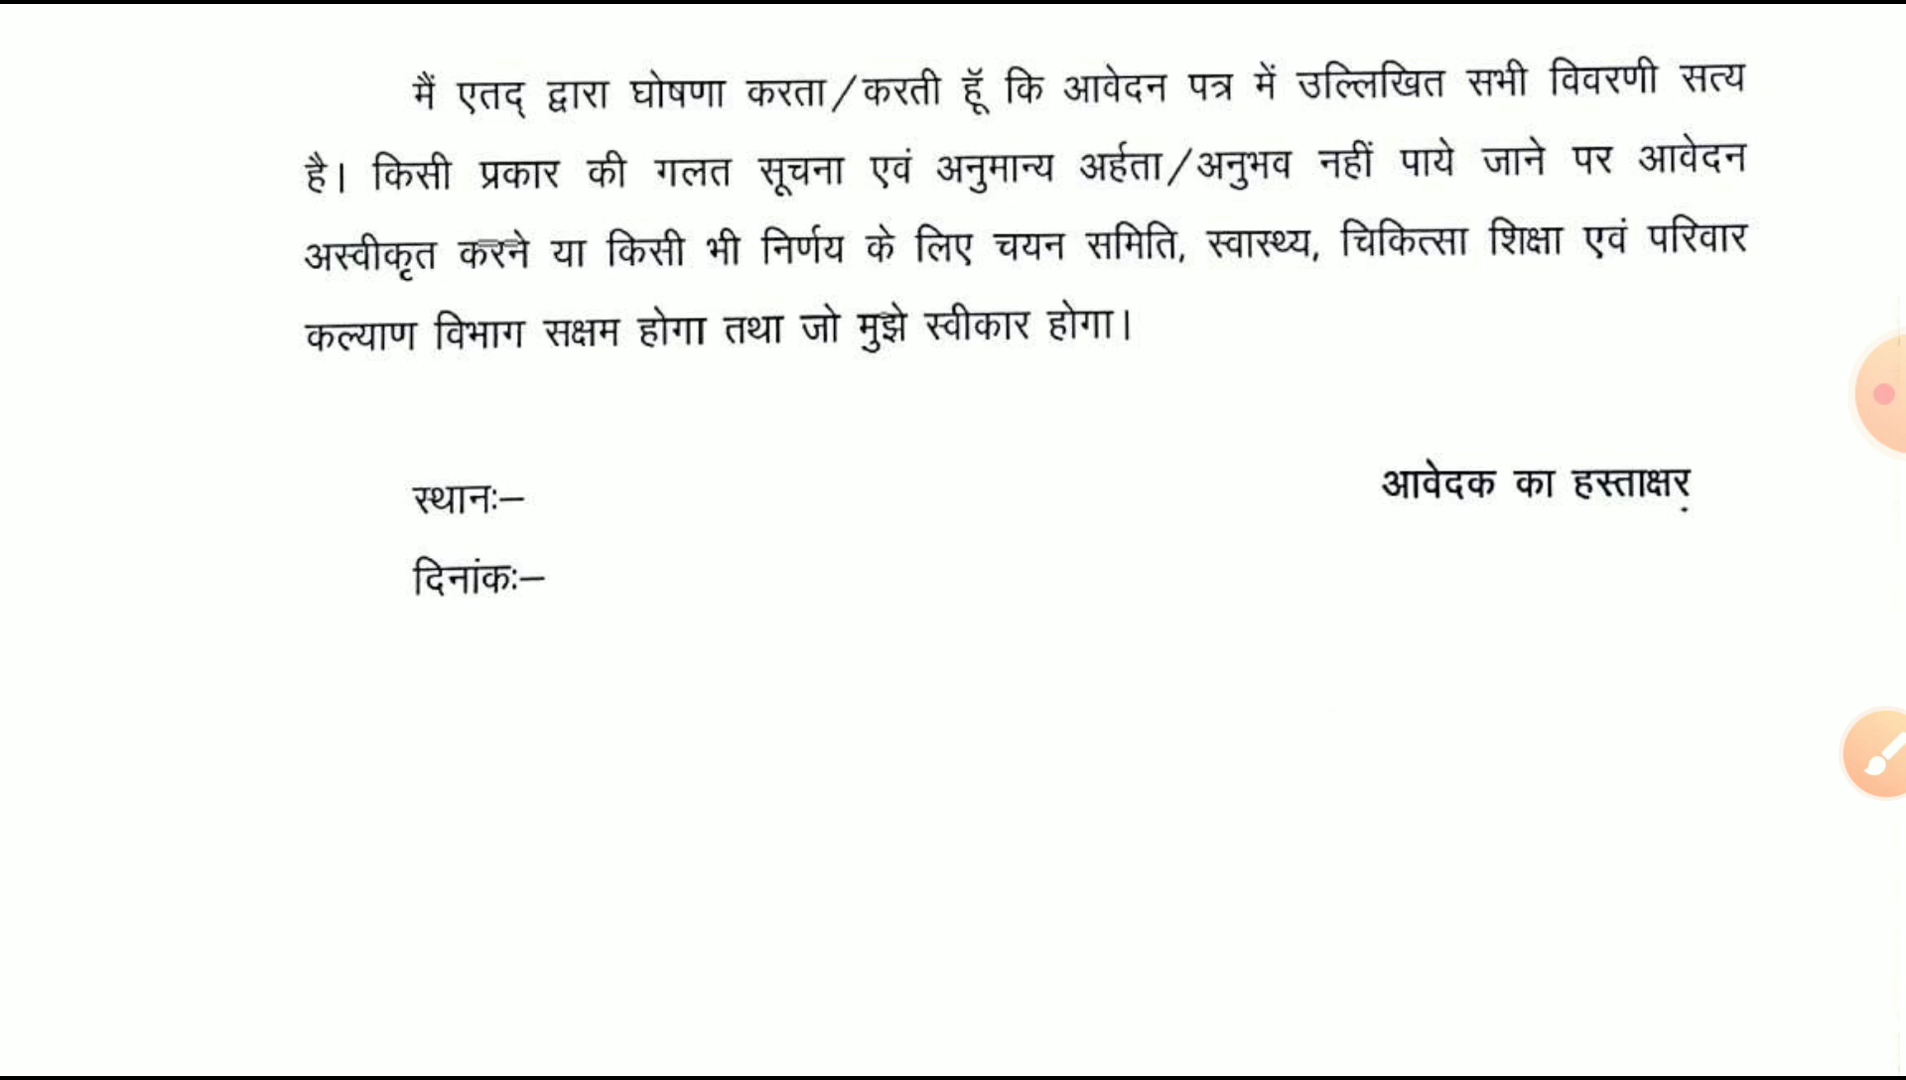 मैं एतद् द्वारा घोषणा करता/करती हूॅ कि आवेदन पत्र में उल्लिखित सभी विवरणी सत्य
है। किसी प्रकार की गलत सूचना एवं अनुमान्य अर्हता/अनुभव नहीं पाये जाने पर आवेदन
अस्वीकृत करने या किसी भी निर्णय के लिए चयन समिति, स्वास्थ्य, चिकित्सा शिक्षा एवं परिवार
कल्याण विभाग सक्षम होगा तथा जो मुझे स्वीकार होगा।
आवेदक का हस्ताक्षर
स्थानः–
दिनांकः–